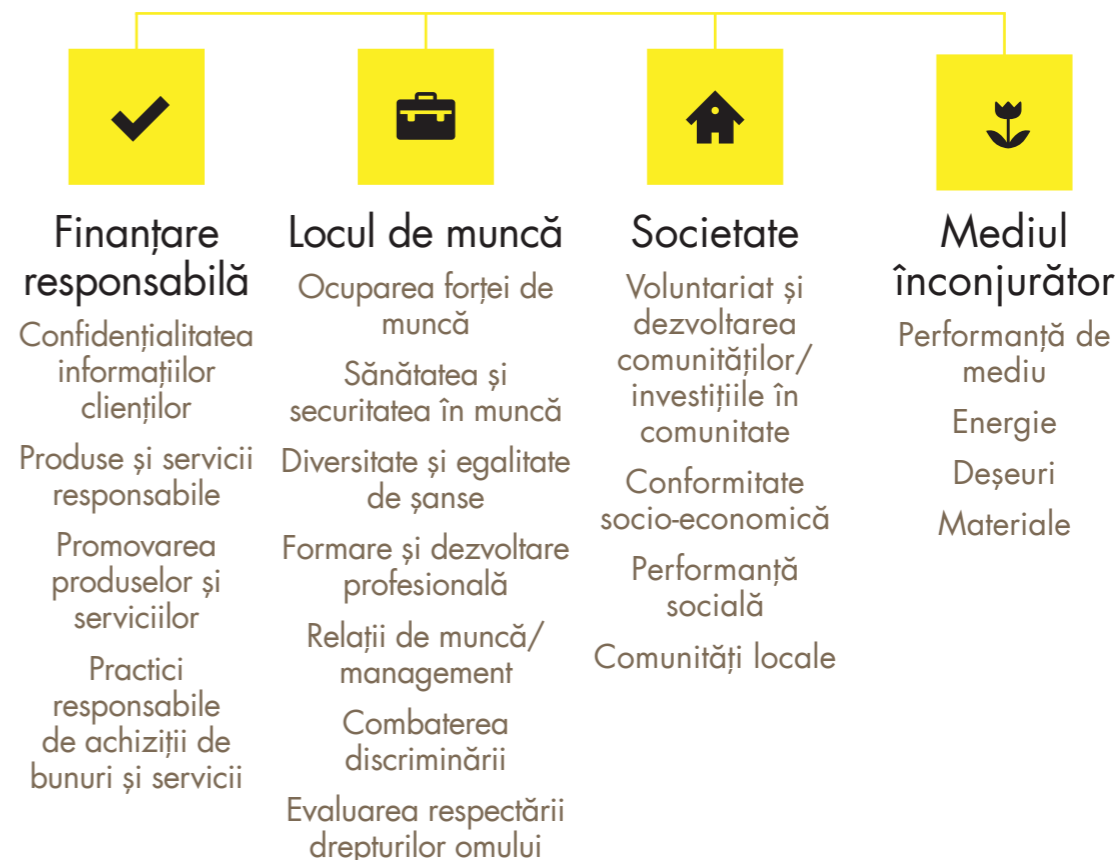 Finanțare
responsabilă
Confidențialitatea
informațiilor
clienților
Produse și servicii
responsabile
Promovarea
produselor și
serviciilor
Practici
responsabile
de achiziții de
bunuri și servicii
Locul de muncă
Ocuparea forței de
muncă
Sănătatea și
securitatea în muncă
Diversitate și egalitate
de șanse
Formare și dezvoltare
profesională
Relații de muncă/
management
Combaterea
discriminării
Evaluarea respectării
drepturilor omului
Societate
Voluntariat și
dezvoltarea
comunităților/
investițiile în
comunitate
Conformitate
socio-economică
Performanță
socială
Comunități locale
Mediul
înconjurător
Performanță de
mediu
Energie
Deșeuri
Materiale